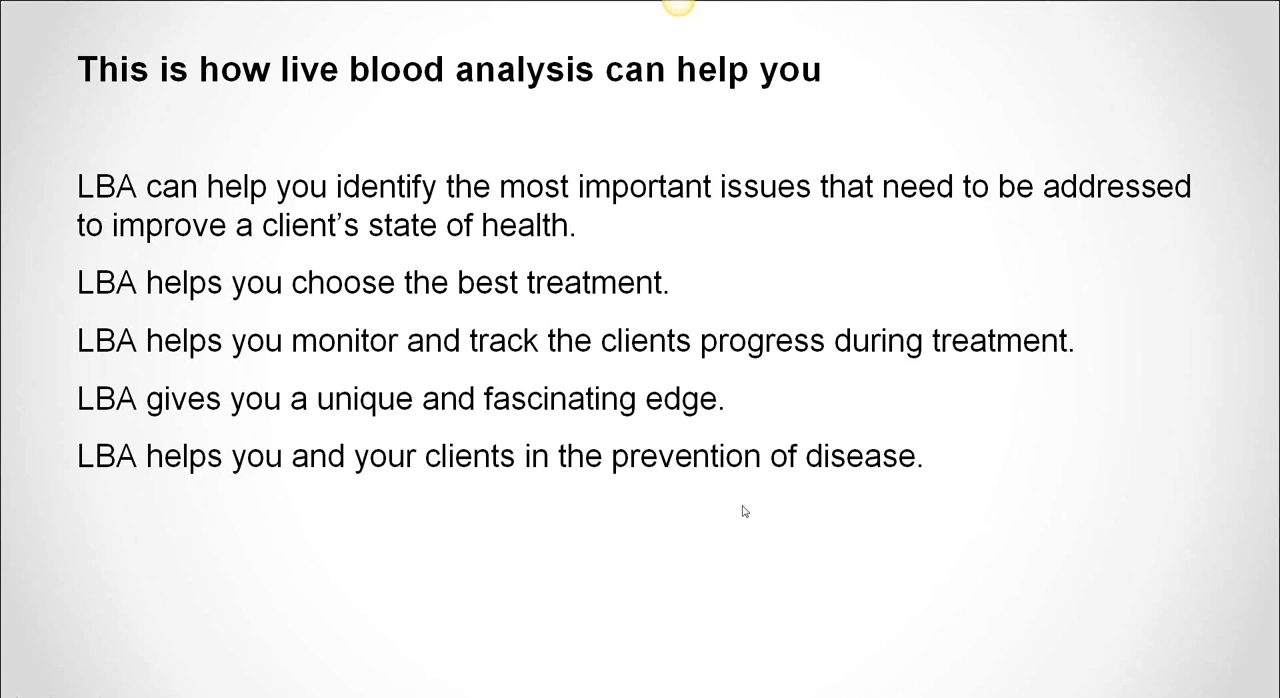 This is how live blood analysis can help you
LBA can help you identify the most important issues that need to be addressed
to improve a client’s state of health.
LBA helps you choose the best treatment.
LBA helps you monitor and track the clients progress during treatment.
LBA gives you a unique and fascinating edge.
LBA helps you and your clients in the prevention of disease.